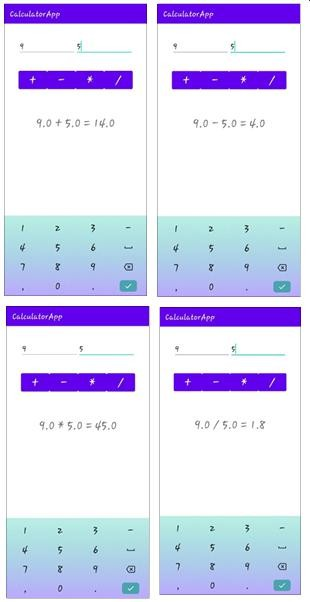 CalculatorApp
9 5
+ - * /
9.0 + 5.0 = 14.0
1 2 3 -
4 5 6 ⎵
7 8 9
, 0 .
CalculatorApp
9 5
+ - * /
9.0 - 5.0 = 4.0
1 2 3 -
4 5 6 ⎵
7 8 9
, 0 .
CalculatorApp
9 5
+ - * /
9.0 * 5.0 = 45.0
1 2 3 -
4 5 6 ⎵
7 8 9
, 0 .
CalculatorApp
9 5
+ - * /
9.0 / 5.0 = 1.8
1 2 3 -
4 5 6 ⎵
7 8 9
, 0 .